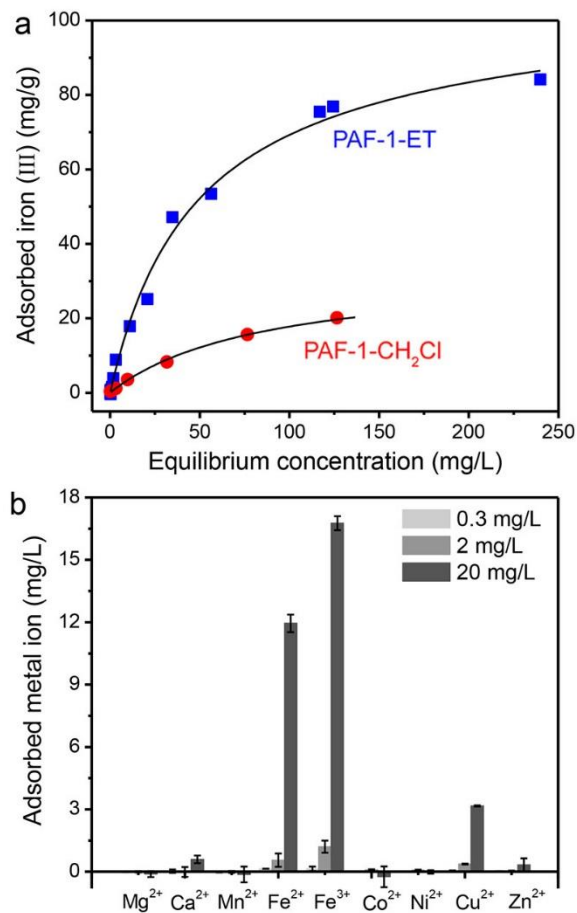 a
100
80
60
40
20
0
Adsorbed iron (III) (mg/g)
PAF-1-ET
PAF-1-CH₂Cl
0 50 100 150 200 250
Equilibrium concentration (mg/L)
b
18
15
12
9
6
3
0
Adsorbed metal ion (mg/L)
0.3 mg/L
2 mg/L
20 mg/L
Mg²⁺ Ca²⁺ Mn²⁺ Fe²⁺ Fe³⁺ Co²⁺ Ni²⁺ Cu²⁺ Zn²⁺